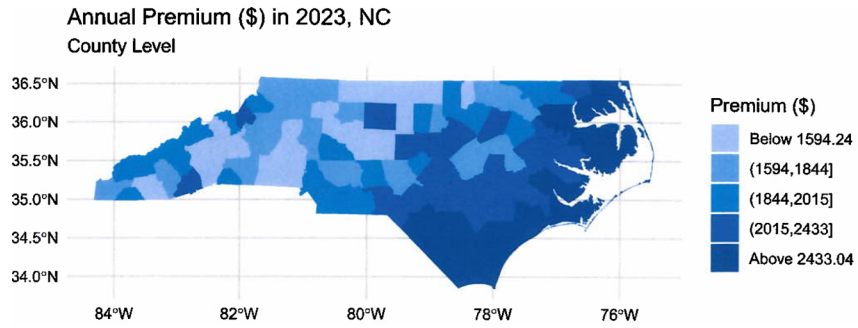 Annual Premium ($) in 2023, NC
County Level
36.5°N
36.0°N
35.5°N
35.0°N
34.5°N
34.0°N
84°W
82°W
80°W
78°W
76°W
Premium ($)
Below 1594.24
(1594,1844]
(1844,2015]
(2015,2433]
Above 2433.04